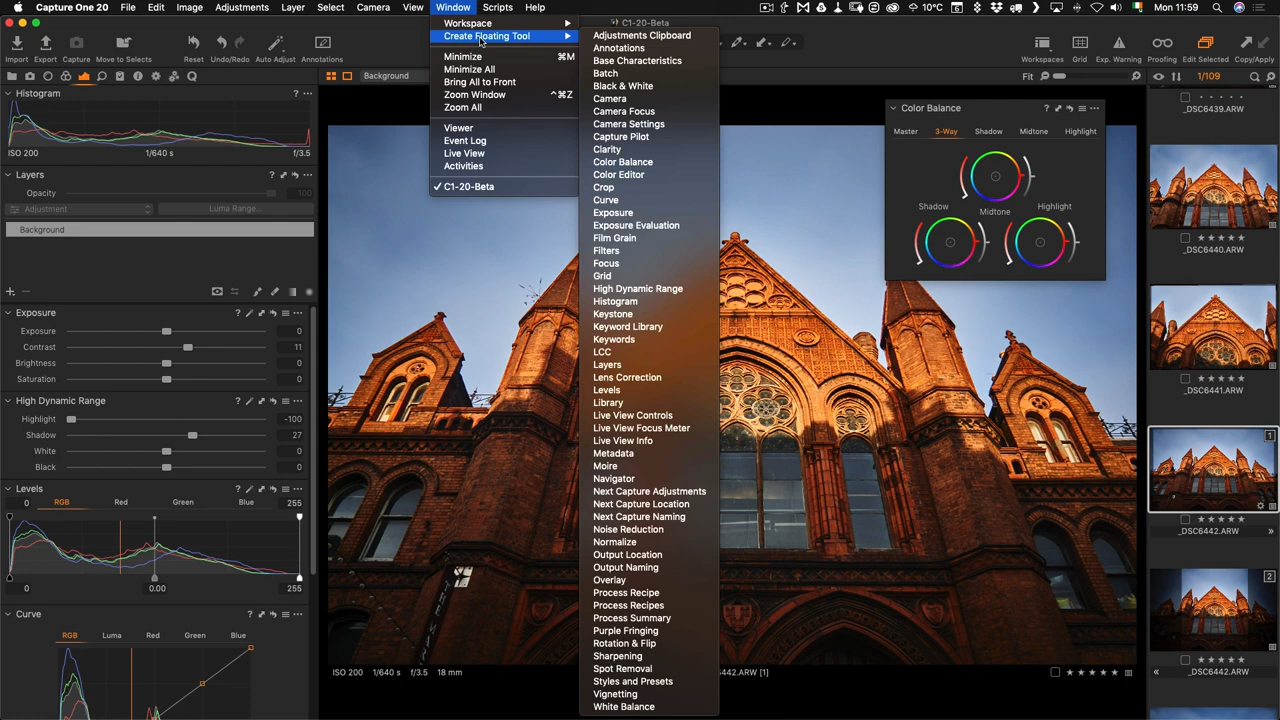 Capture One 20 File Edit Image Adjustments Layer Select Camera View Window Scripts Help 10°C Mon 11:59
C1-20-Beta
Import Export Capture Move to Selections Reset Undo/Redo Auto Adjust Annotations Workspaces Grid Exp. Warning Proofing Edit Selected Copy/Apply
Background Fit 1/109
Workspace
Create Floating Tool
Minimize ⌘M
Minimize All
Bring All to Front
Zoom Window ^⌘Z
Zoom All
Viewer
Event Log
Live View
Activities
✓ C1-20-Beta
Adjustments Clipboard
Annotations
Base Characteristics
Batch
Black & White
Camera
Camera Focus
Camera Settings
Capture Pilot
Clarity
Color Balance
Color Editor
Crop
Curve
Exposure
Exposure Evaluation
Film Grain
Filters
Focus
Grid
High Dynamic Range
Histogram
Keystone
Keyword Library
Keywords
LCC
Layers
Lens Correction
Levels
Library
Live View Controls
Live View Focus Meter
Live View Info
Metadata
Moire
Navigator
Next Capture Adjustments
Next Capture Location
Next Capture Naming
Noise Reduction
Normalize
Output Location
Output Naming
Overlay
Process Recipe
Process Recipes
Process Summary
Purple Fringing
Rotation & Flip
Sharpening
Spot Removal
Styles and Presets
Vignetting
White Balance
Histogram ? ...
ISO 200 1/640 s f/3.5
Layers ? ...
Opacity 100
Adjustment Luma Range...
Background
Exposure ? ...
Exposure 0
Contrast 11
Brightness 0
Saturation 0
High Dynamic Range ? ...
Highlight -100
Shadow 27
White 0
Black 0
Levels ? ...
0 RGB Red Green Blue 255
0 0.00 255
Curve ? ...
RGB Luma Red Green Blue
Color Balance ? ...
Master 3-Way Shadow Midtone Highlight
Shadow Midtone Highlight
ISO 200 1/640 s f/3.5 18 mm
442.ARW [1]
_DSC6439.ARW
_DSC6440.ARW
_DSC6441.ARW
1
_DSC6442.ARW »
2
« _DSC6442.ARW